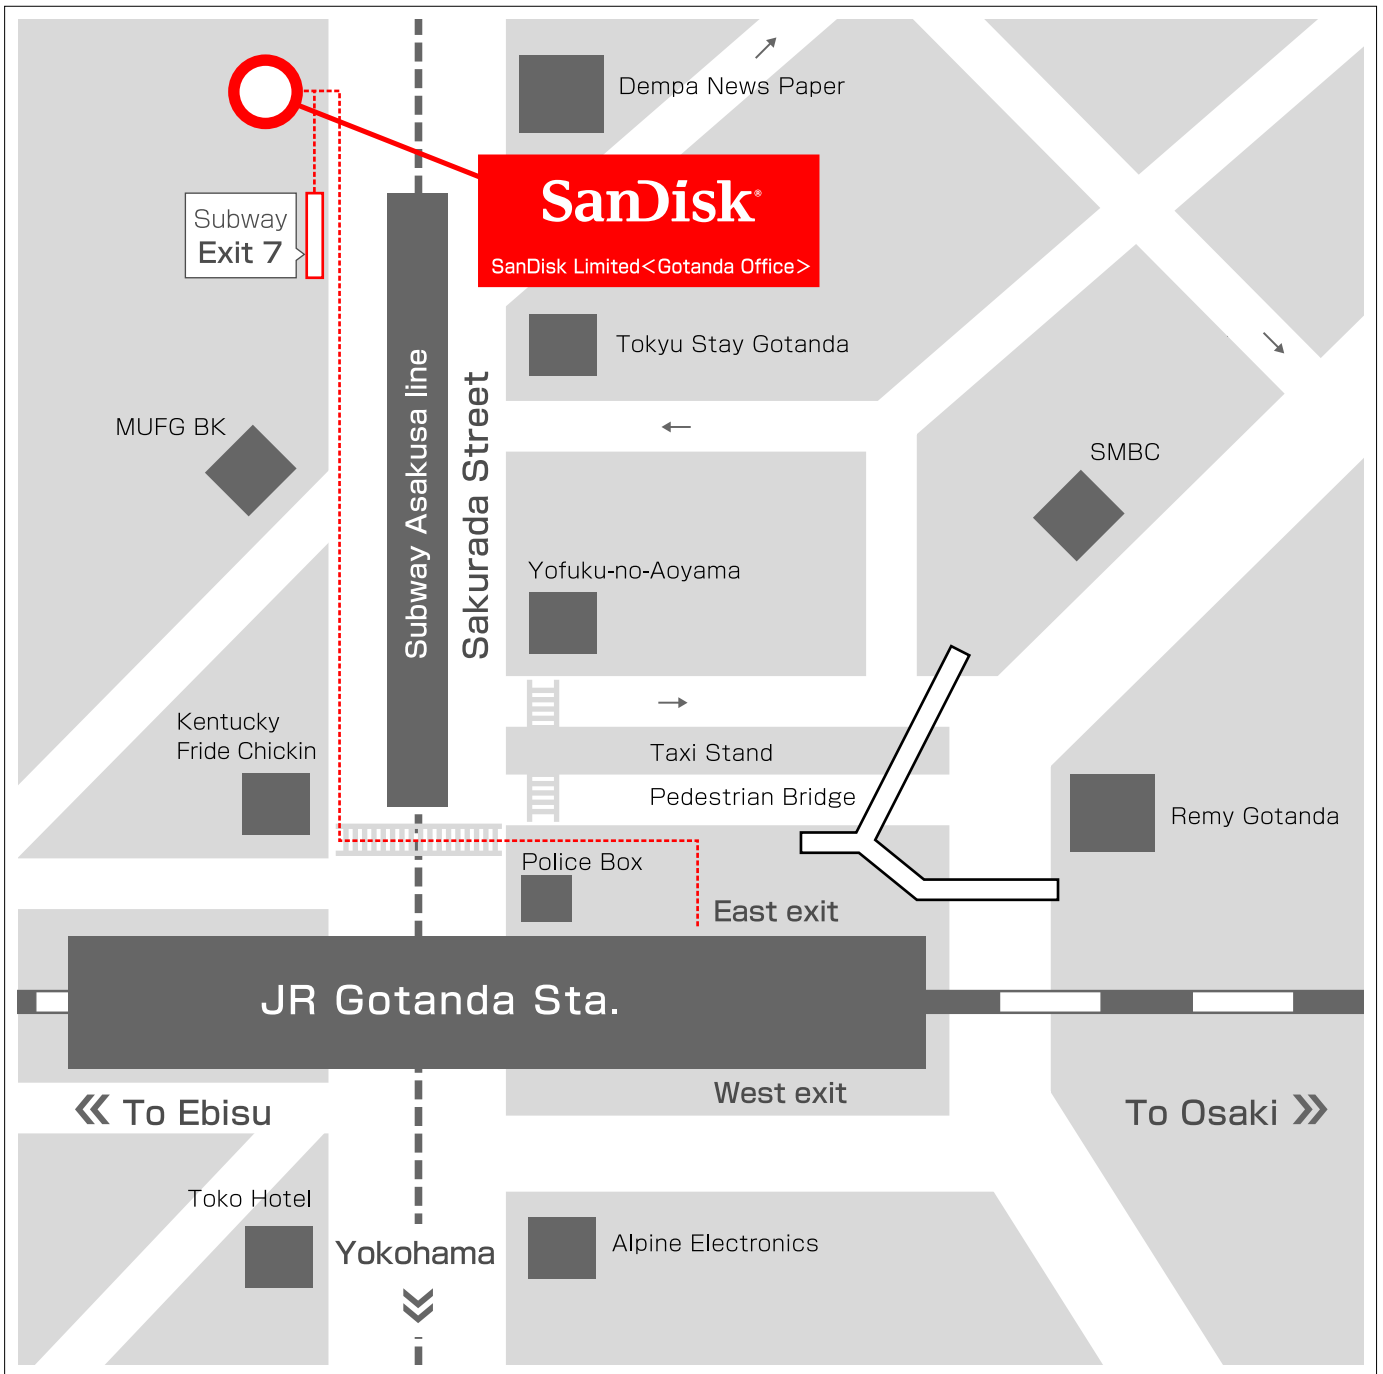 Dempa News Paper
SanDisk®
SanDisk Limited<Gotanda Office>
Subway
Exit 7
Tokyu Stay Gotanda
Subway Asakusa line
Sakurada Street
MUFG BK
SMBC
Yofuku-no-Aoyama
Kentucky
Fride Chickin
Taxi Stand
Pedestrian Bridge
Remy Gotanda
Police Box
East exit
JR Gotanda Sta.
West exit
To Ebisu
To Osaki
Toko Hotel
Yokohama
Alpine Electronics